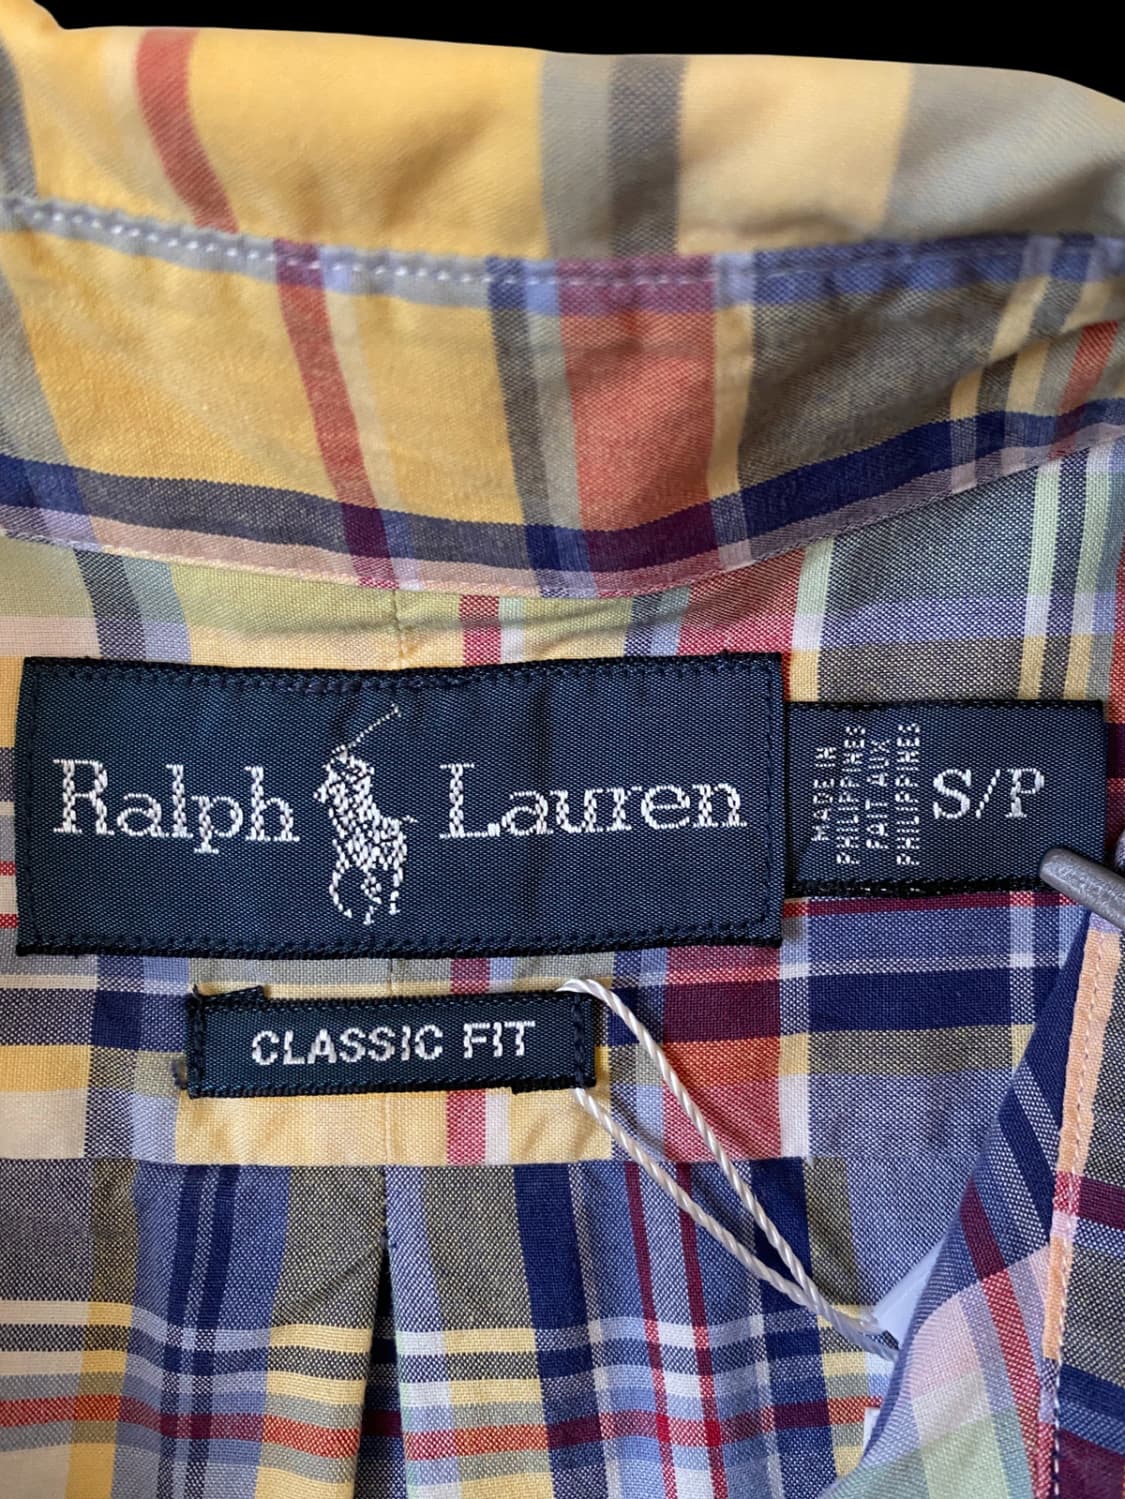 Ralph Lauren
MADE IN
PHILIPPINES
FAIT AUX
PHILIPPINES
S/P
CLASSIC FIT